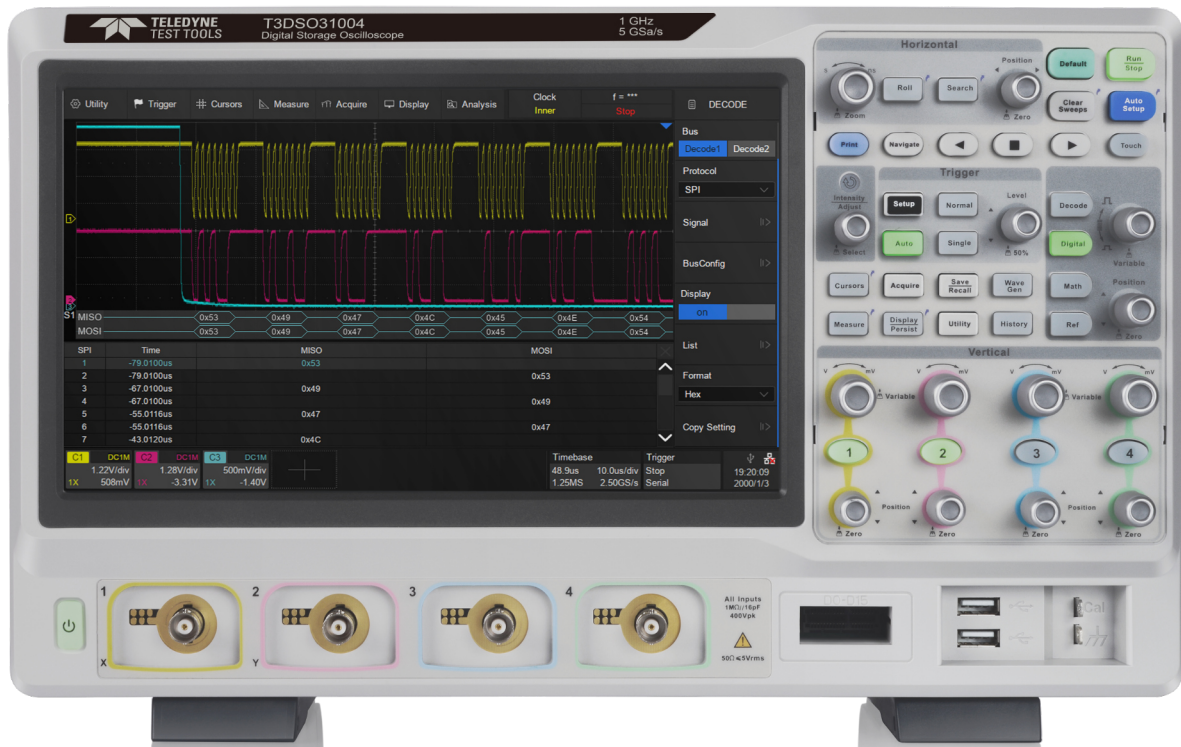 TELEDYNE
TEST TOOLS
T3DSO31004
Digital Storage Oscilloscope
1 GHz
5 GSa/s
Utility
Trigger
Cursors
Measure
Acquire
Display
Analysis
Clock
Inner
f = ***
Stop
DECODE
Bus
Decode1 Decode2
Protocol
SPI
Signal
BusConfig
Display
on
List
Format
Hex
Copy Setting
1
S1 MISO 0x53 0x49 0x47 0x4C 0x45 0x4E 0x54
MOSI 0x53 0x49 0x47 0x4C 0x45 0x4E 0x54
SPI Time MISO MOSI
1 -79.0100us 0x53
2 -79.0100us 0x53
3 -67.0100us 0x49
4 -67.0100us 0x49
5 -55.0116us 0x47
6 -55.0116us 0x47
7 -43.0120us 0x4C
C1 DC1M C2 DC1M C3 DC1M
1.22V/div 1.28V/div 500mV/div
1X 508mV 1X -3.31V 1X -1.40V
Timebase Trigger
48.9us 10.0us/div Stop
1.25MS 2.50GS/s Serial
19:20:09
2000/1/3
Horizontal
s ns
Zoom
Roll
Search
Position
Zero
Default
Run
Stop
Clear
Sweeps
Auto
Setup
Print
Navigate
Touch
Intensity
Adjust
Select
Trigger
Setup
Normal
Level
Auto
Single
50%
Decode
Digital
Variable
Cursors
Acquire
Save
Recall
Wave
Gen
Math
Position
Measure
Display
Persist
Utility
History
Ref
Zero
Vertical
V mV V mV V mV V mV
Variable Variable
1 2 3 4
Position Position
Zero Zero Zero Zero
1
X
2
Y
3
4
All inputs
1MΩ//16pF
400Vpk
50Ω≤5Vrms
D0-D15
Cal